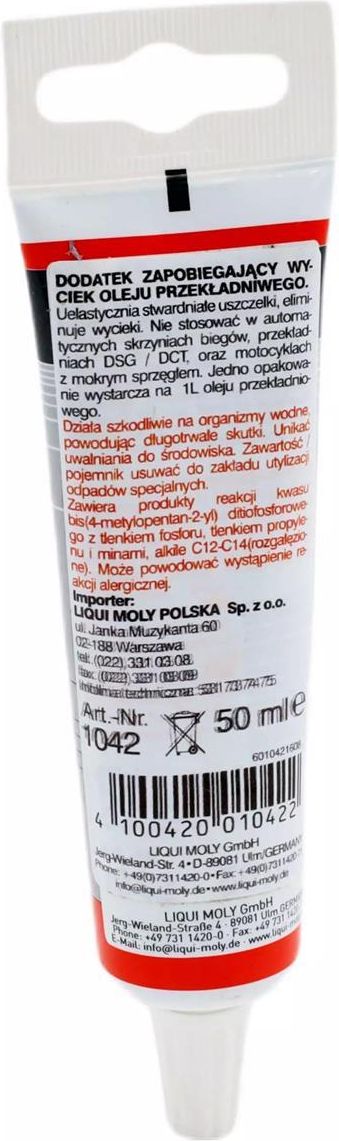 DODATEK ZAPOBIEGAJĄCY WY-
CIEK OLEJU PRZEKŁADNIWEGO.
Uelastycznia stwardniałe uszczelki, elimi-
nuje wycieki. Nie stosować w automa-
tycznych skrzyniach biegów, przekład-
niach DSG / DCT, oraz motocyklach
z mokrym sprzęgłem. Jedno opakowa-
nie wystarcza na 1L oleju przekładnio-
wego.
Działa szkodliwie na organizmy wodne,
powodując długotrwałe skutki. Unikać
uwalniania do środowiska. Zawartość /
pojemnik usuwać do zakładu utylizacji
odpadów specjalnych.
Zawiera produkty reakcji kwasu
bis(4-metylopentan-2-yl) ditiofosforowe-
go z tlenkiem fosforu, tlenkiem propyle-
nu i minami, alkile C12-C14(rozgałęzio-
ne). Może powodować wystąpienie re-
akcji alergicznej.
Importer:
LIQUI MOLY POLSKA Sp. z o.o.
ul. Janka Muzykanta 60
02-188 Warszawa
tel.: (022) 331 03 08
Art.-Nr.
1042
50 ml e
6010421608
4 100420 010422
LIQUI MOLY GmbH
Jerg-Wieland-Str. 4 • D-89081 Ulm/GERMANY
Phone: +49(0)7311420-0 • Fax: +49(0)7311420-
info@liqui-moly.de • www.liqui-moly.de
LIQUI MOLY GmbH
Jerg-Wieland-Straße 4 - 89081 Ulm GERMANY
Phone: +49 731 1420-0 - Fax: +49 731 1420-
E-Mail: info@liqui-moly.de - www.liqui-moly.de